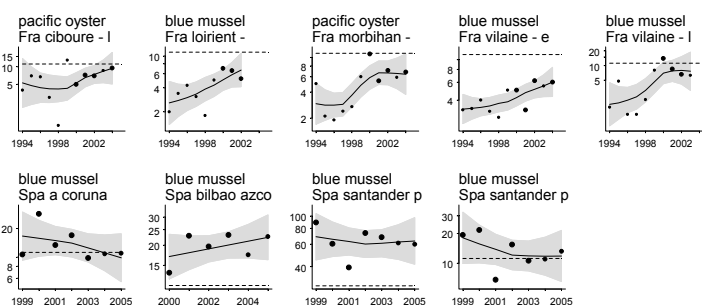 pacific oyster
Fra ciboure - l
15
10
5
1994 1998 2002
blue mussel
Fra loirient -
10
8
6
4
2
1994 1998 2002
pacific oyster
Fra morbihan -
8
6
4
2
1994 1998 2002
blue mussel
Fra vilaine - e
8
6
4
1994 1998 2002
blue mussel
Fra vilaine - l
20
15
10
5
2
1994 1998 2002
blue mussel
Spa a coruna
20
8
6
1999 2001 2003 2005
blue mussel
Spa bilbao azco
30
25
20
15
2000 2002 2004
blue mussel
Spa santander p
100
80
60
40
1999 2001 2003 2005
blue mussel
Spa santander p
30
20
10
1999 2001 2003 2005